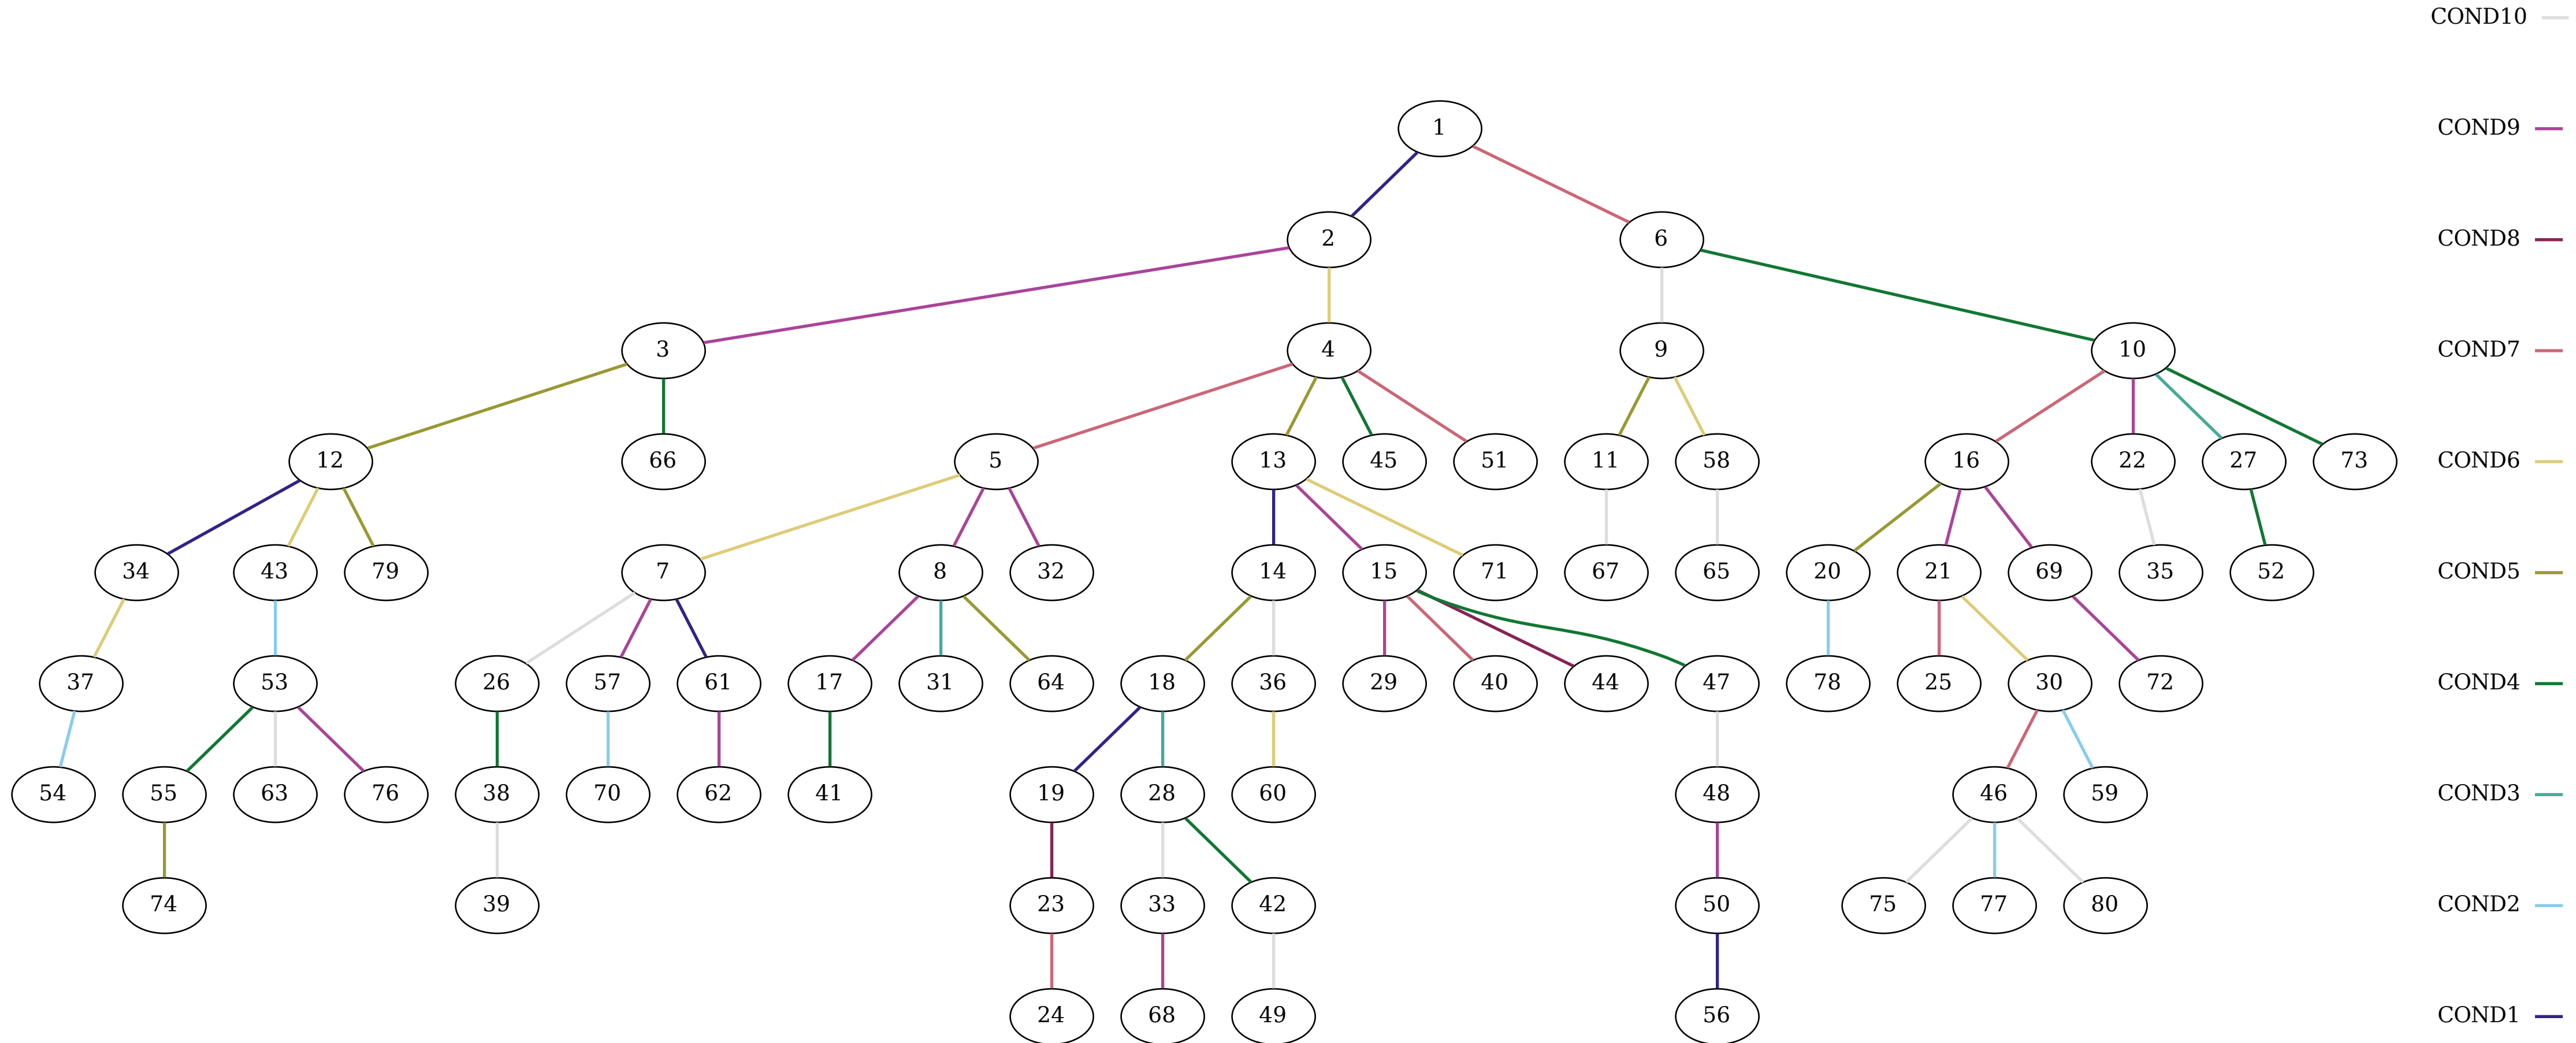 COND10
1 COND9
2 6 COND8
3 4 9 10 COND7
12 66 5 13 45 51 11 58 16 22 27 73 COND6
34 43 79 7 8 32 14 15 71 67 65 20 21 69 35 52 COND5
37 53 26 57 61 17 31 64 18 36 29 40 44 47 78 25 30 72 COND4
54 55 63 76 38 70 62 41 19 28 60 48 46 59 COND3
74 39 23 33 42 50 75 77 80 COND2
24 68 49 56 COND1